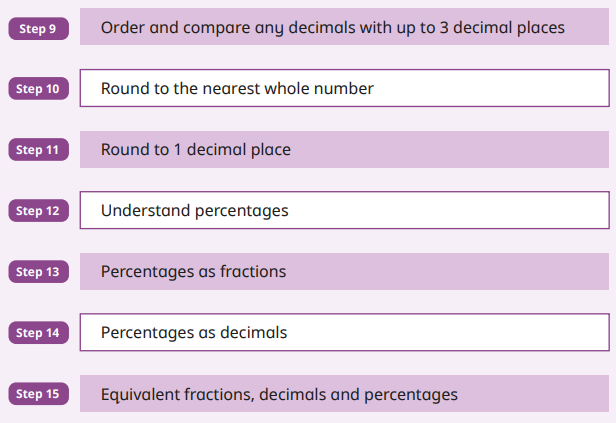 Step 9 Order and compare any decimals with up to 3 decimal places
Step 10 Round to the nearest whole number
Step 11 Round to 1 decimal place
Step 12 Understand percentages
Step 13 Percentages as fractions
Step 14 Percentages as decimals
Step 15 Equivalent fractions, decimals and percentages